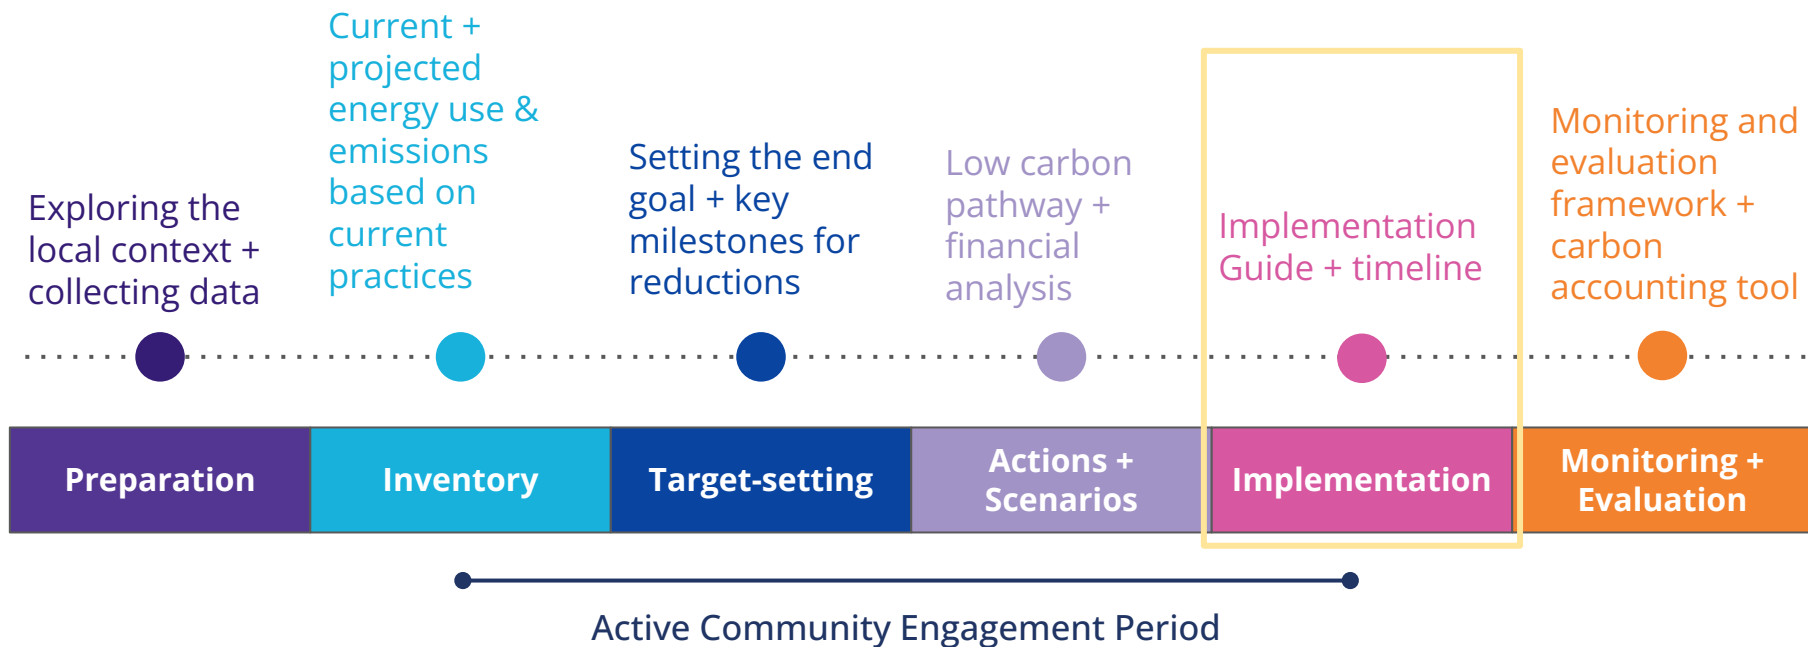 Exploring the
local context +
collecting data
Current +
projected
energy use &
emissions
based on
current
practices
Setting the end
goal + key
milestones for
reductions
Low carbon
pathway +
financial
analysis
Implementation
Guide + timeline
Monitoring and
evaluation
framework +
carbon
accounting tool
Preparation
Inventory
Target-setting
Actions +
Scenarios
Implementation
Monitoring +
Evaluation
Active Community Engagement Period